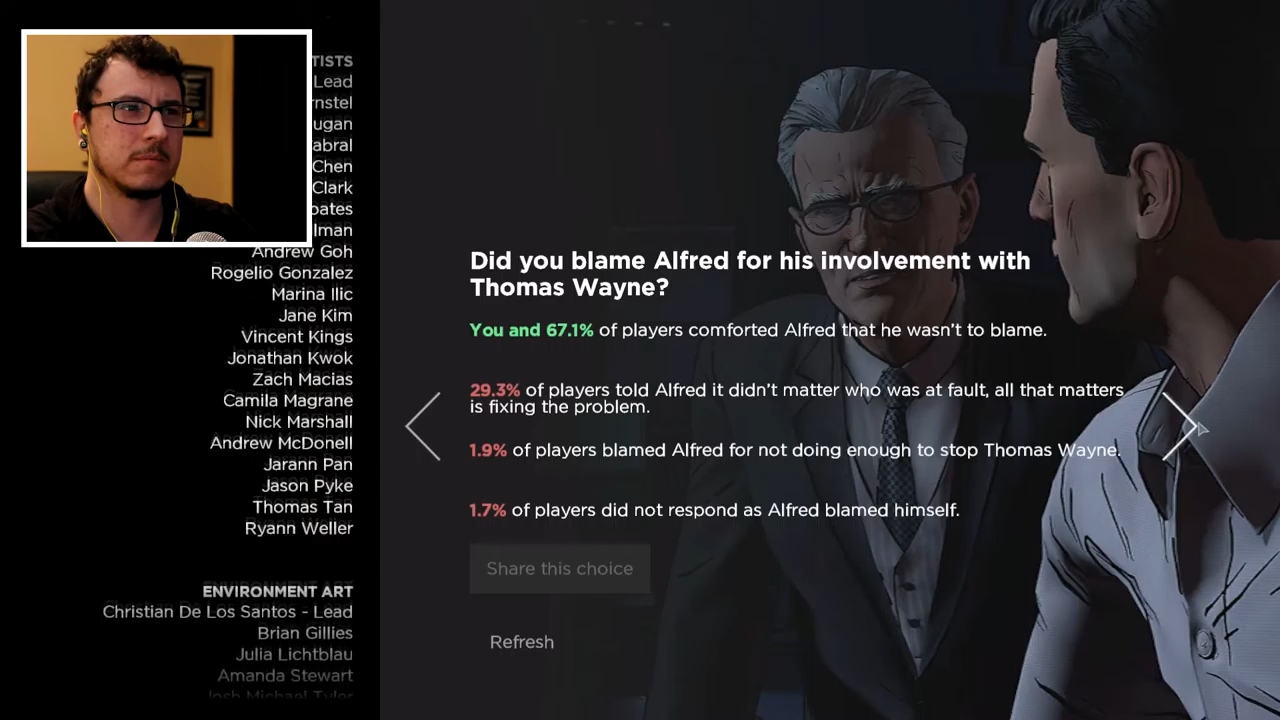 TISTS
Lead
rnstel
ugan
abral
Chen
Clark
oates
lman
Andrew Goh
Rogelio Gonzalez
Marina Ilic
Jane Kim
Vincent Kings
Jonathan Kwok
Zach Macias
Camila Magrane
Nick Marshall
Andrew McDonell
Jarann Pan
Jason Pyke
Thomas Tan
Ryann Weller
ENVIRONMENT ART
Christian De Los Santos - Lead
Brian Gillies
Julia Lichtblau
Amanda Stewart
Josh Michael Tyler
Did you blame Alfred for his involvement with
Thomas Wayne?
You and 67.1% of players comforted Alfred that he wasn't to blame.
29.3% of players told Alfred it didn't matter who was at fault, all that matters
is fixing the problem.
1.9% of players blamed Alfred for not doing enough to stop Thomas Wayne.
1.7% of players did not respond as Alfred blamed himself.
Share this choice
Refresh